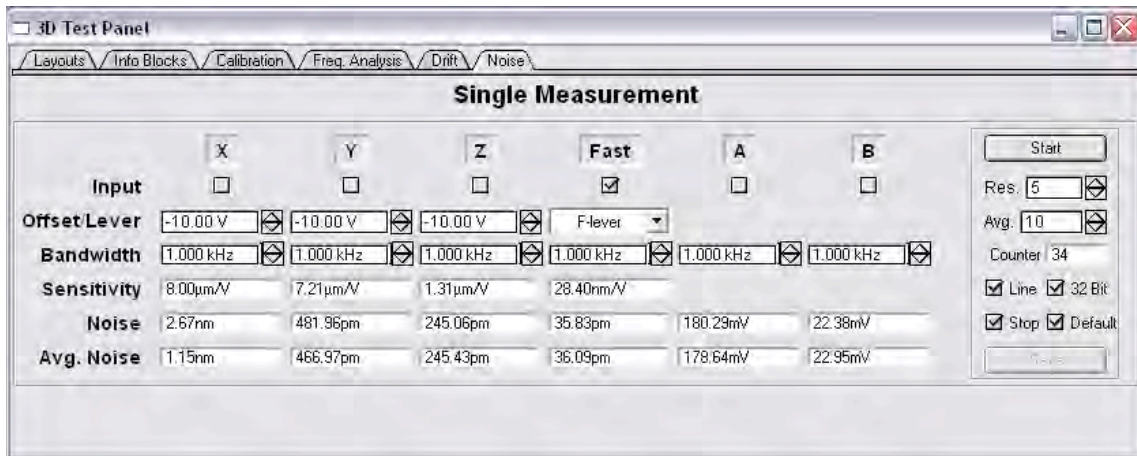 3D Test Panel
Layouts Info Blocks Calibration Freq. Analysis Drift Noise
Single Measurement
X Y Z Fast A B
Input
Offset/Lever -10.00 V -10.00 V -10.00 V F-lever
Bandwidth 1.000 kHz 1.000 kHz 1.000 kHz 1.000 kHz 1.000 kHz 1.000 kHz
Sensitivity 8.00µm/V 7.21µm/V 1.31µm/V 28.40nm/V
Noise 2.67nm 481.96pm 245.06pm 35.83pm 180.29mV 22.38mV
Avg. Noise 1.15nm 466.97pm 245.43pm 36.09pm 178.64mV 22.95mV
Start
Res. 5
Avg. 10
Counter 34
Line 32 Bit
Stop Default